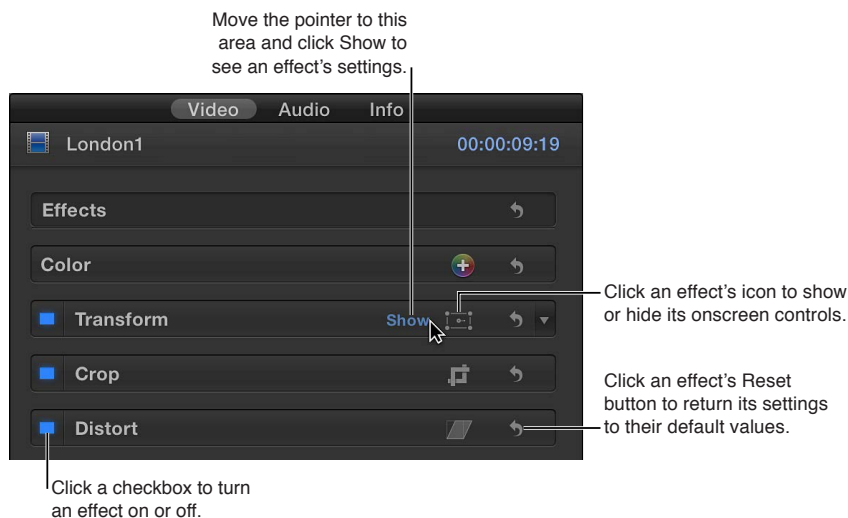 Move the pointer to this
area and click Show to
see an effect's settings.
Video Audio Info
London1 00:00:09:19
Effects
Color
Transform Show
Click an effect's icon to show
or hide its onscreen controls.
Crop
Click an effect's Reset
button to return its settings
to their default values.
Distort
Click a checkbox to turn
an effect on or off.